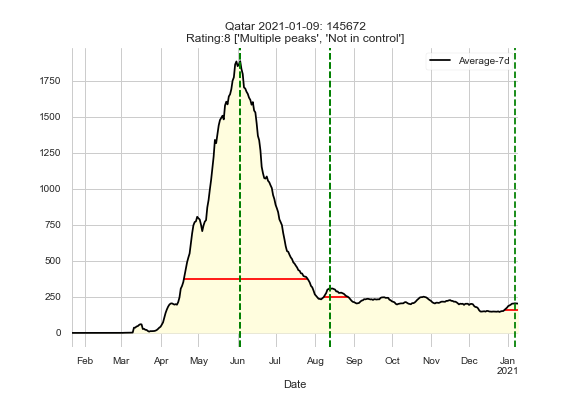 Qatar 2021-01-09: 145672
Rating:8 ['Multiple peaks', 'Not in control']
Average-7d
1750
1500
1250
1000
750
500
250
0
Feb Mar Apr May Jun Jul Aug Sep Oct Nov Dec Jan
2021
Date